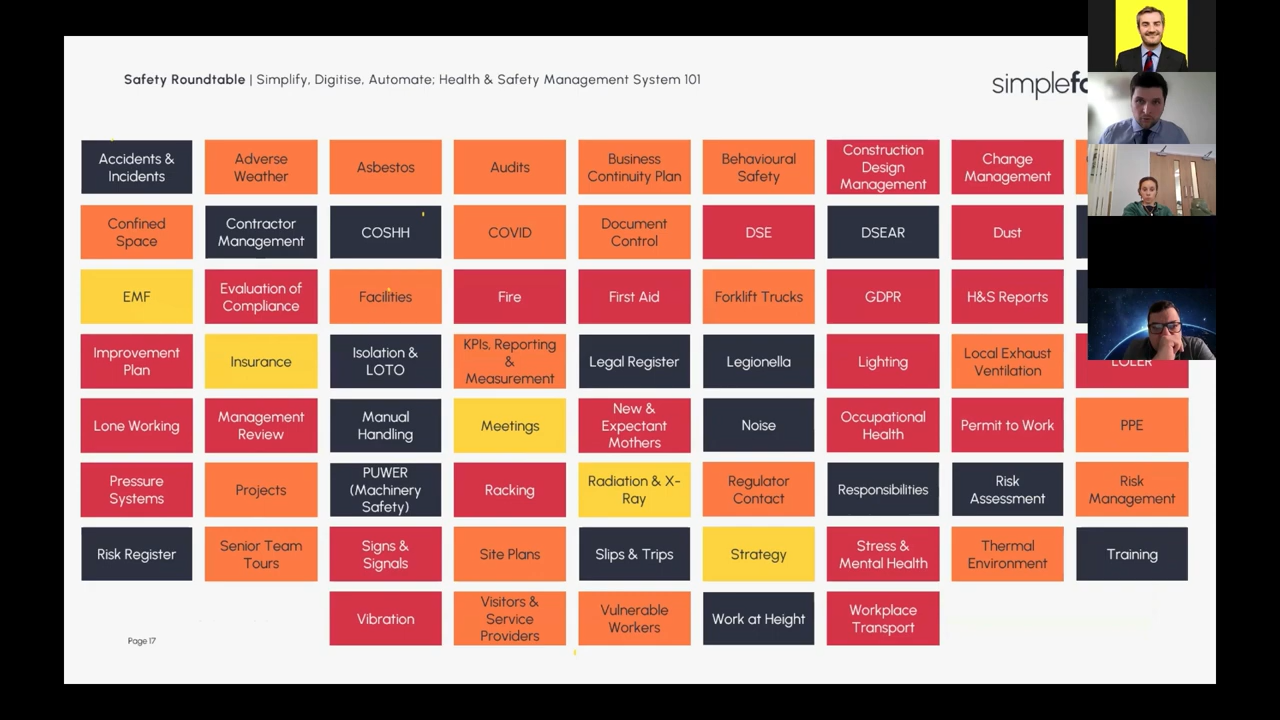 Safety Roundtable | Simplify, Digitise, Automate; Health & Safety Management System 101
simplefo
Accidents &
Incidents
Adverse
Weather
Asbestos
Audits
Business
Continuity Plan
Behavioural
Safety
Construction
Design
Management
Change
Management
Confined
Space
Contractor
Management
COSHH
COVID
Document
Control
DSE
DSEAR
Dust
EMF
Evaluation of
Compliance
Facilities
Fire
First Aid
Forklift Trucks
GDPR
H&S Reports
Improvement
Plan
Insurance
Isolation &
LOTO
KPIs, Reporting
&
Measurement
Legal Register
Legionella
Lighting
Local Exhaust
Ventilation
LOLER
Lone Working
Management
Review
Manual
Handling
Meetings
New &
Expectant
Mothers
Noise
Occupational
Health
Permit to Work
PPE
Pressure
Systems
Projects
PUWER
(Machinery
Safety)
Racking
Radiation & X-
Ray
Regulator
Contact
Responsibilities
Risk
Assessment
Risk
Management
Risk Register
Senior Team
Tours
Signs &
Signals
Site Plans
Slips & Trips
Strategy
Stress &
Mental Health
Thermal
Environment
Training
Vibration
Visitors &
Service
Providers
Vulnerable
Workers
Work at Height
Workplace
Transport
Page 17